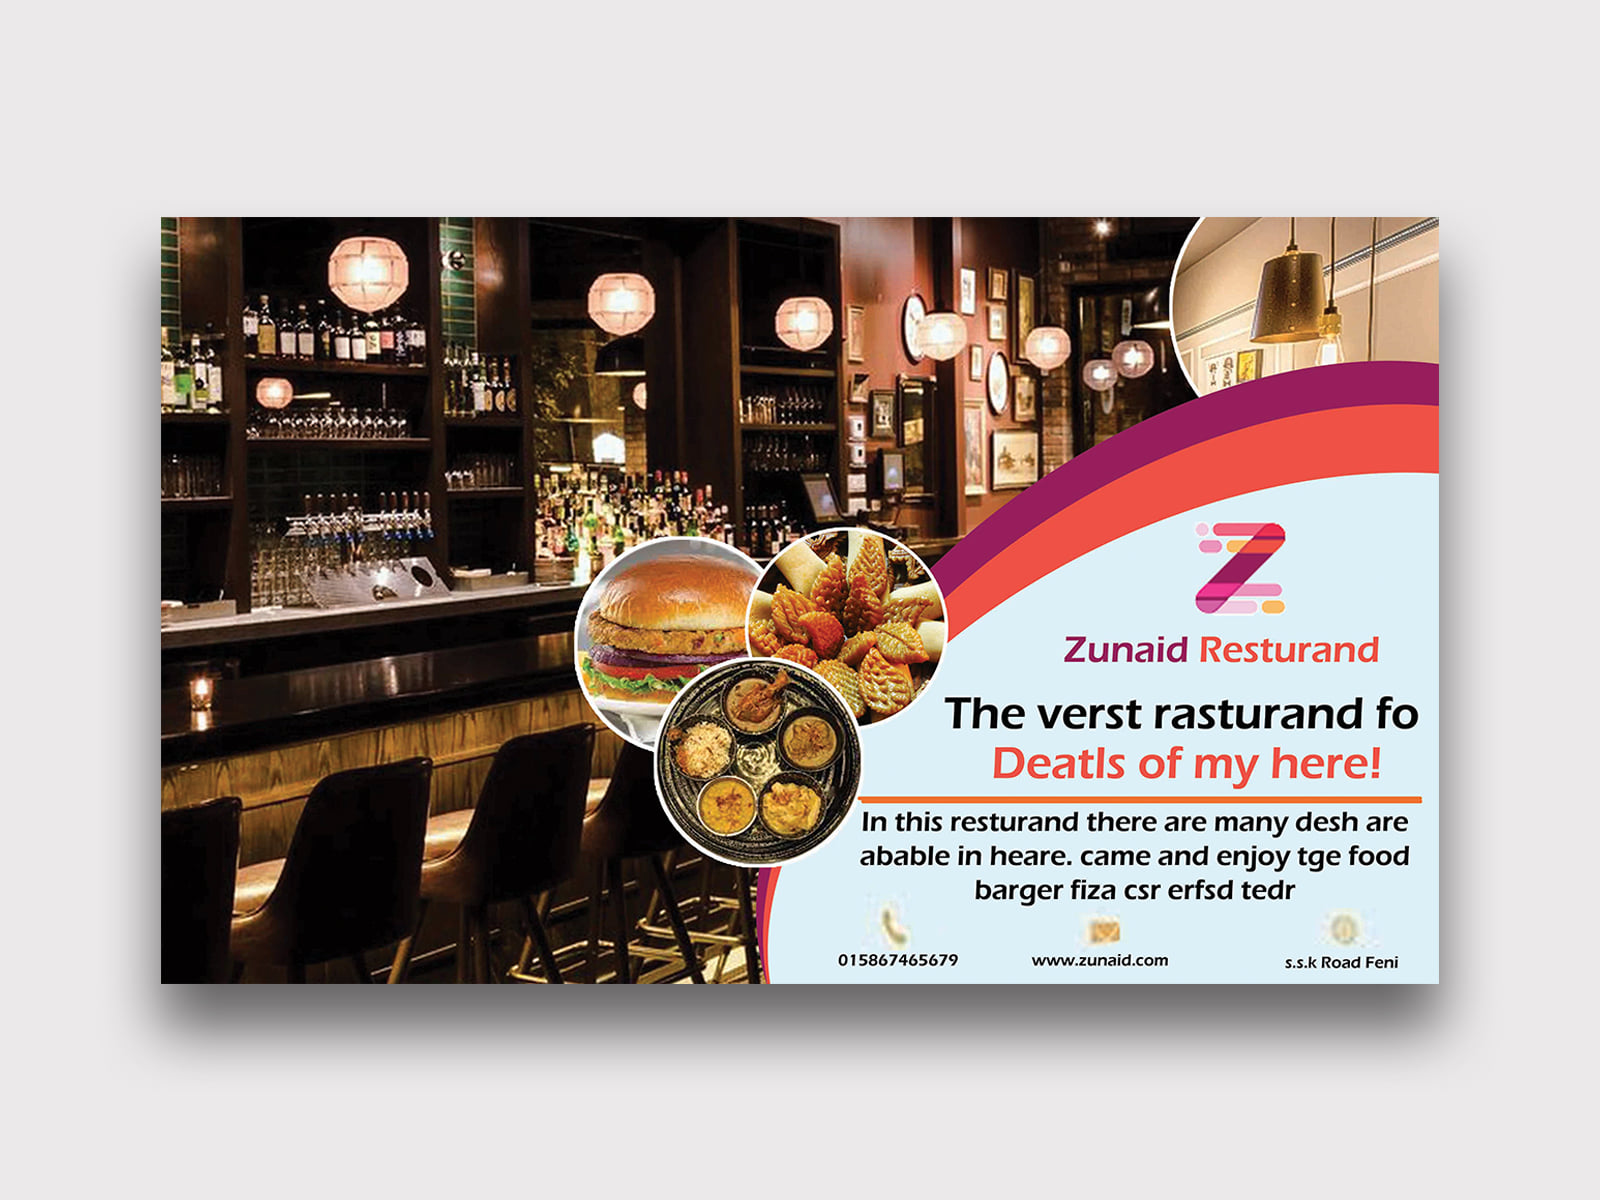 Z
Zunaid Resturand
The verst rasturand fo
Deatls of my here!
In this resturand there are many desh are
abable in heare. came and enjoy tge food
barger fiza csr erfsd tedr
015867465679
www.zunaid.com
s.s.k Road Feni